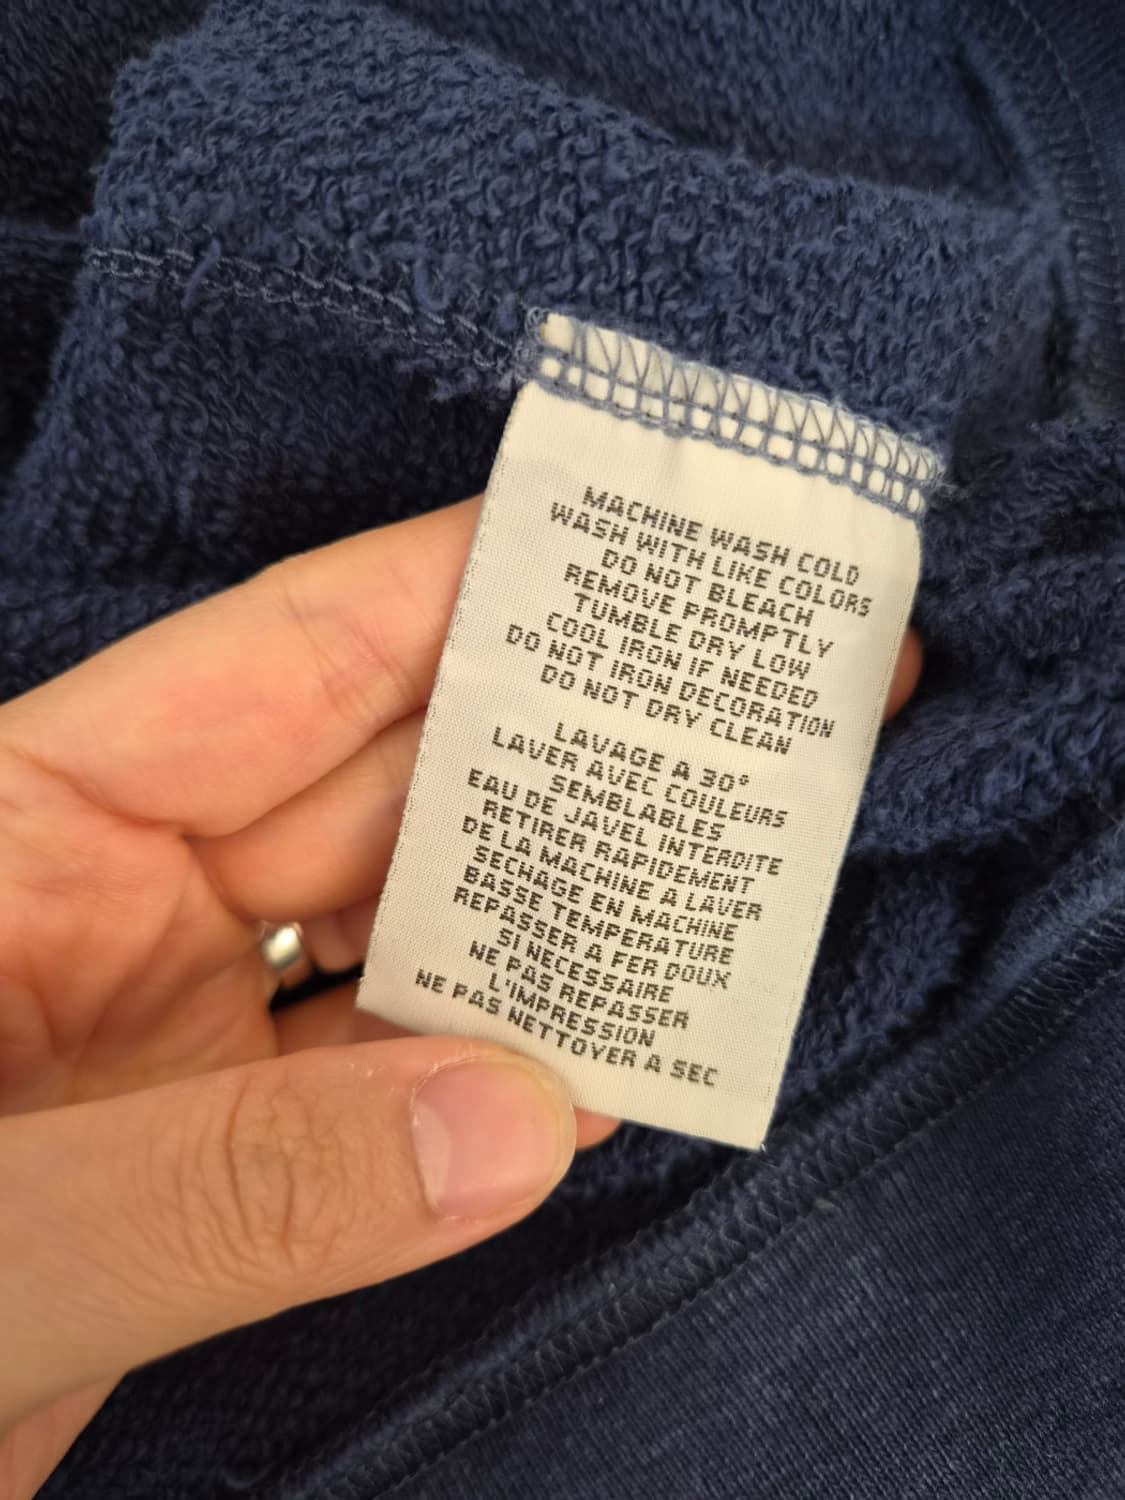 MACHINE WASH COLD
WASH WITH LIKE COLORS
DO NOT BLEACH
REMOVE PROMPTLY
TUMBLE DRY LOW
COOL IRON IF NEEDED
DO NOT IRON DECORATION
DO NOT DRY CLEAN
LAVAGE A 30°
LAVER AVEC COULEURS
SEMBLABLES
EAU DE JAVEL INTERDITE
RETIRER RAPIDEMENT
DE LA MACHINE A LAVER
SECHAGE EN MACHINE
BASSE TEMPERATURE
REPASSER A FER DOUX
SI NECESSAIRE
NE PAS REPASSER
L'IMPRESSION
NE PAS NETTOYER A SEC